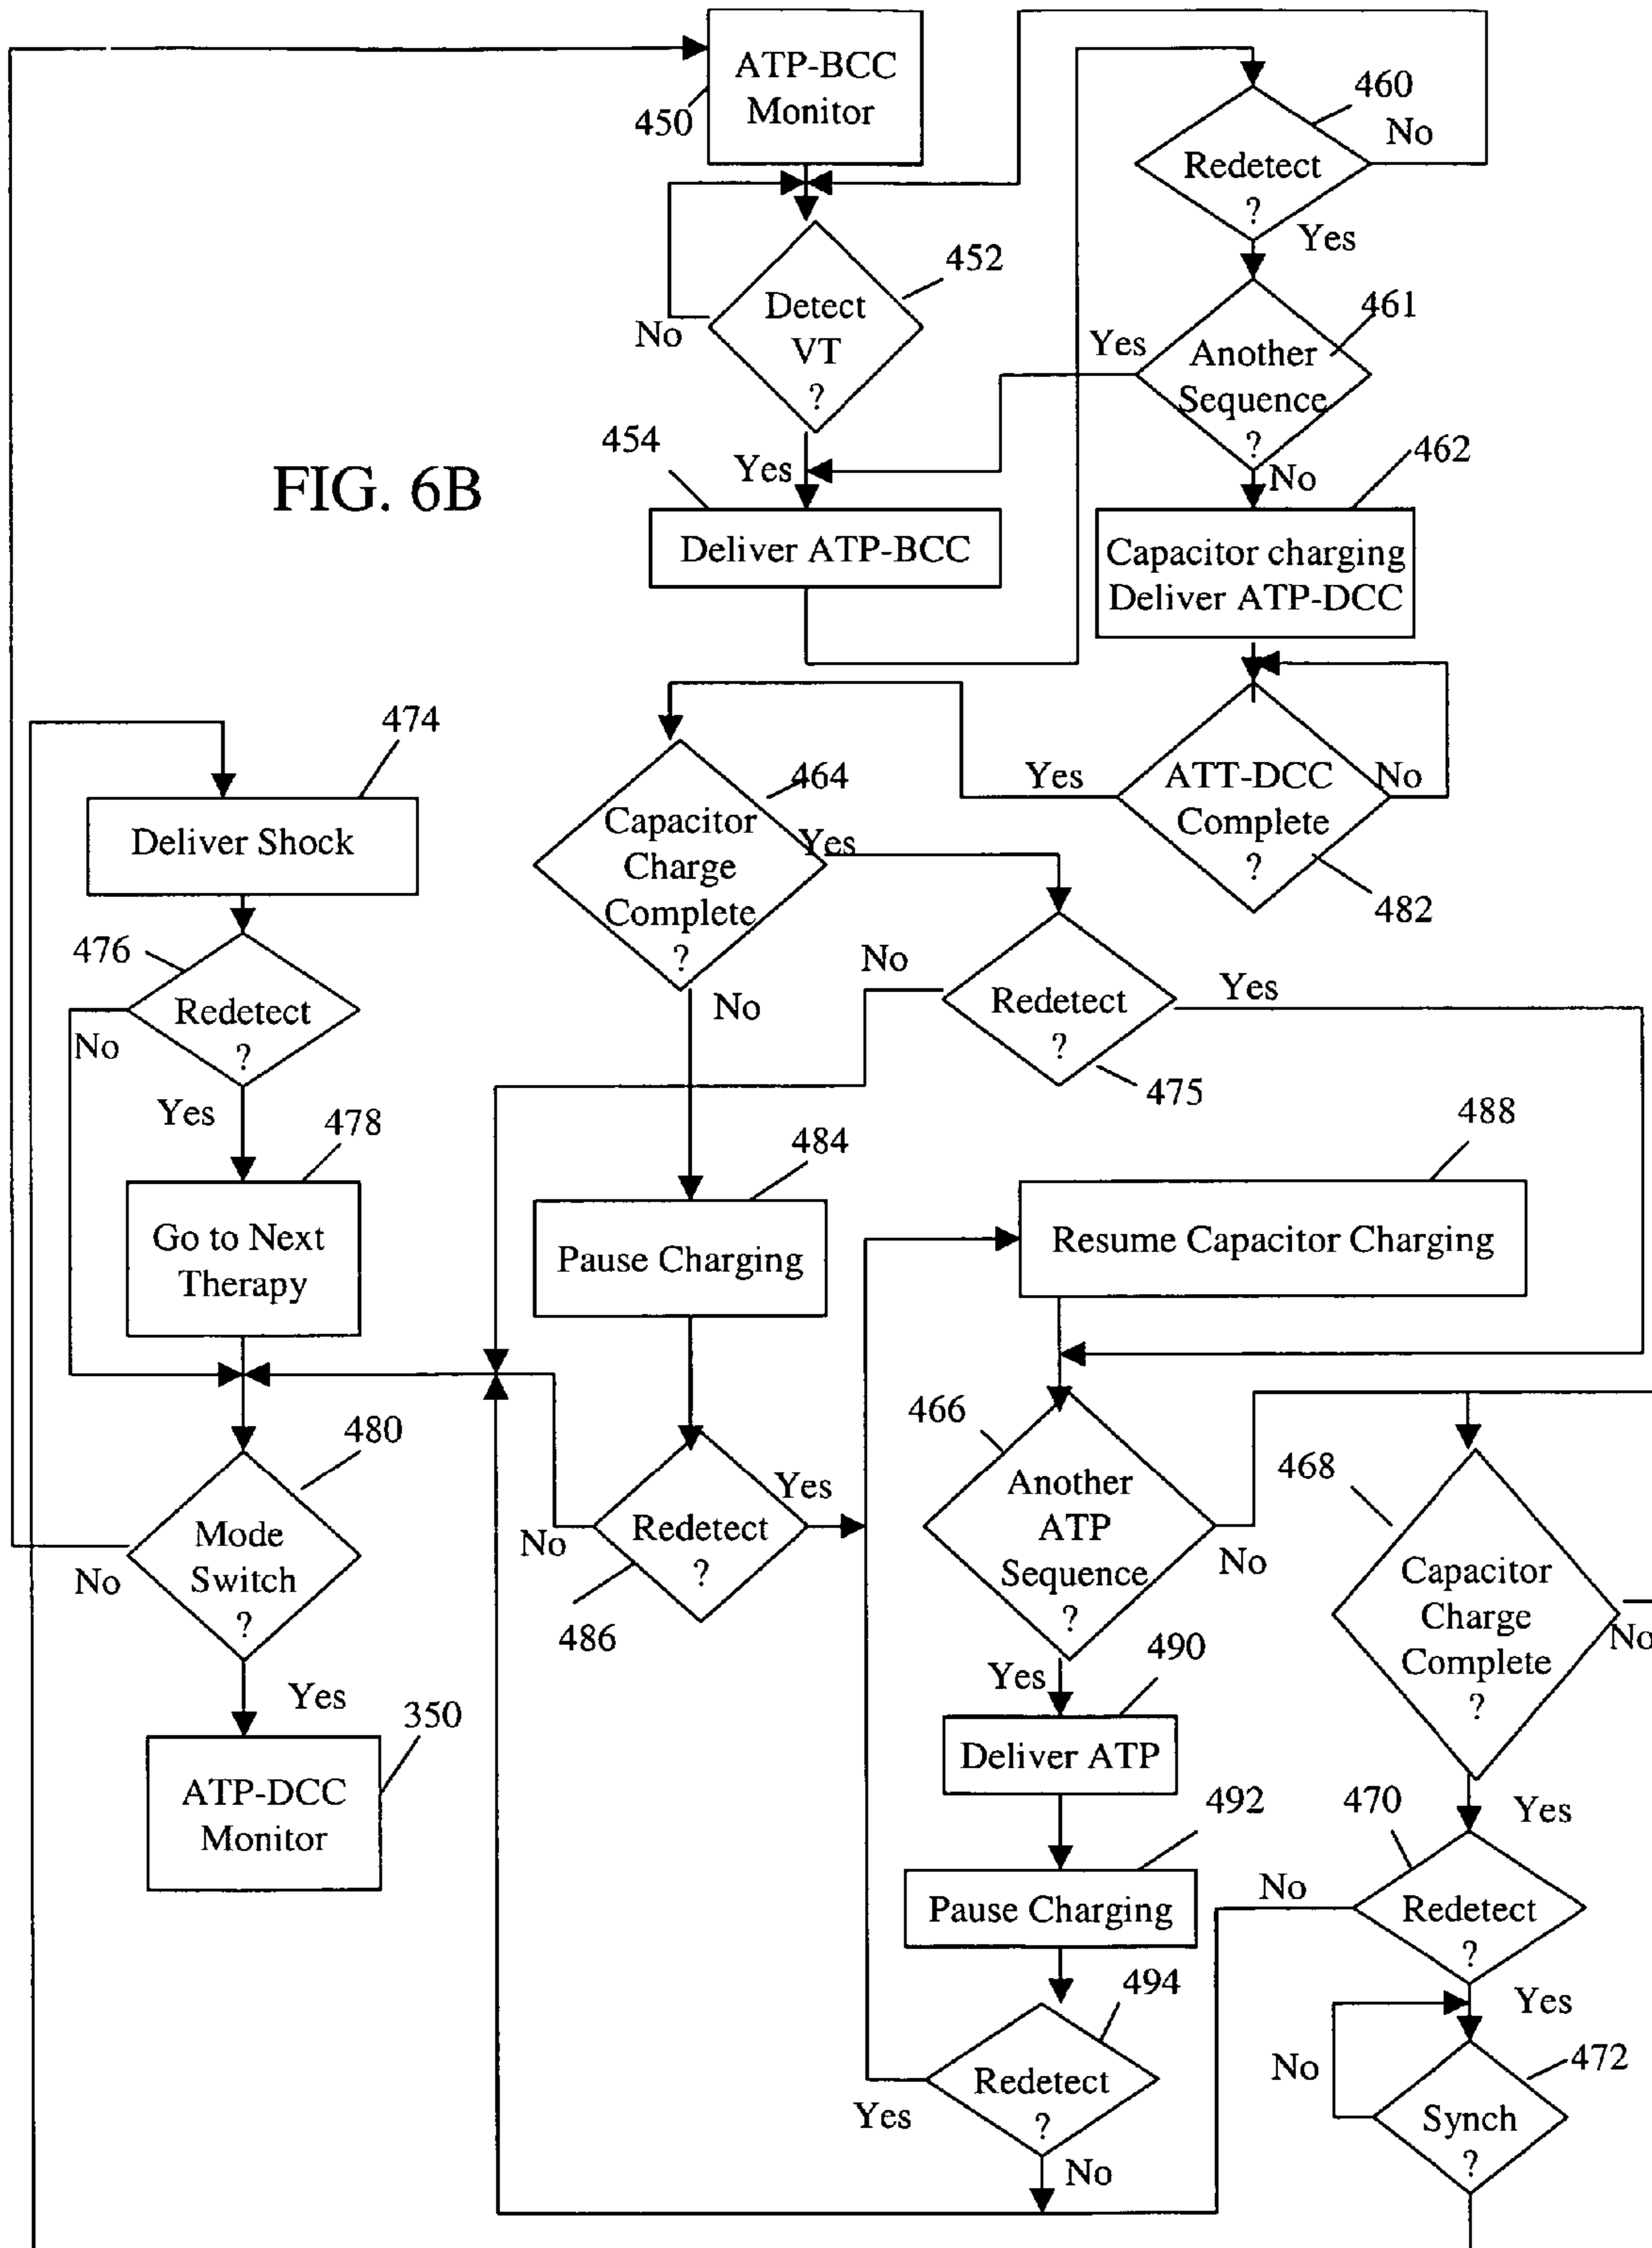 ATP-BCC
Monitor
450
460
No
Redetect
?
Yes
452
Detect
VT
?
No
461
Yes
Another
Sequence
?
No
454
Yes
462
FIG. 6B
Deliver ATP-BCC
Capacitor charging
Deliver ATP-DCC
474
464
Yes
ATT-DCC
Complete
?
No
482
Deliver Shock
Capacitor
Charge
Complete
?
Yes
No
476
Redetect
?
No
Yes
No
Redetect
?
Yes
475
478
Go to Next
Therapy
484
Pause Charging
488
Resume Capacitor Charging
480
Mode
Switch
?
No
Yes
Redetect
?
No
Yes
486
466
Another
ATP
Sequence
?
No
Yes
468
Capacitor
Charge
Complete
?
No
Yes
350
ATP-DCC
Monitor
490
Deliver ATP
492
Pause Charging
470
No
Redetect
?
Yes
494
Redetect
?
Yes
No
472
No
Synch
?